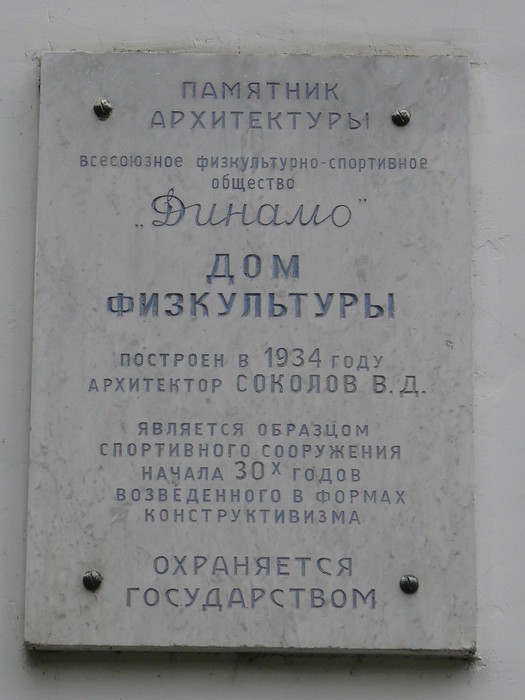 ПАМЯТНИК
АРХИТЕКТУРЫ
ВСЕСОЮЗНОЕ ФИЗКУЛЬТУРНО-СПОРТИВНОЕ
ОБЩЕСТВО
„Динамо”
ДОМ
ФИЗКУЛЬТУРЫ
ПОСТРОЕН В 1934 ГОДУ
АРХИТЕКТОР СОКОЛОВ В.Д.
ЯВЛЯЕТСЯ ОБРАЗЦОМ
СПОРТИВНОГО СООРУЖЕНИЯ
НАЧАЛА 30Х ГОДОВ
ВОЗВЕДЕННОГО В ФОРМАХ
КОНСТРУКТИВИЗМА
ОХРАНЯЕТСЯ
ГОСУДАРСТВОМ